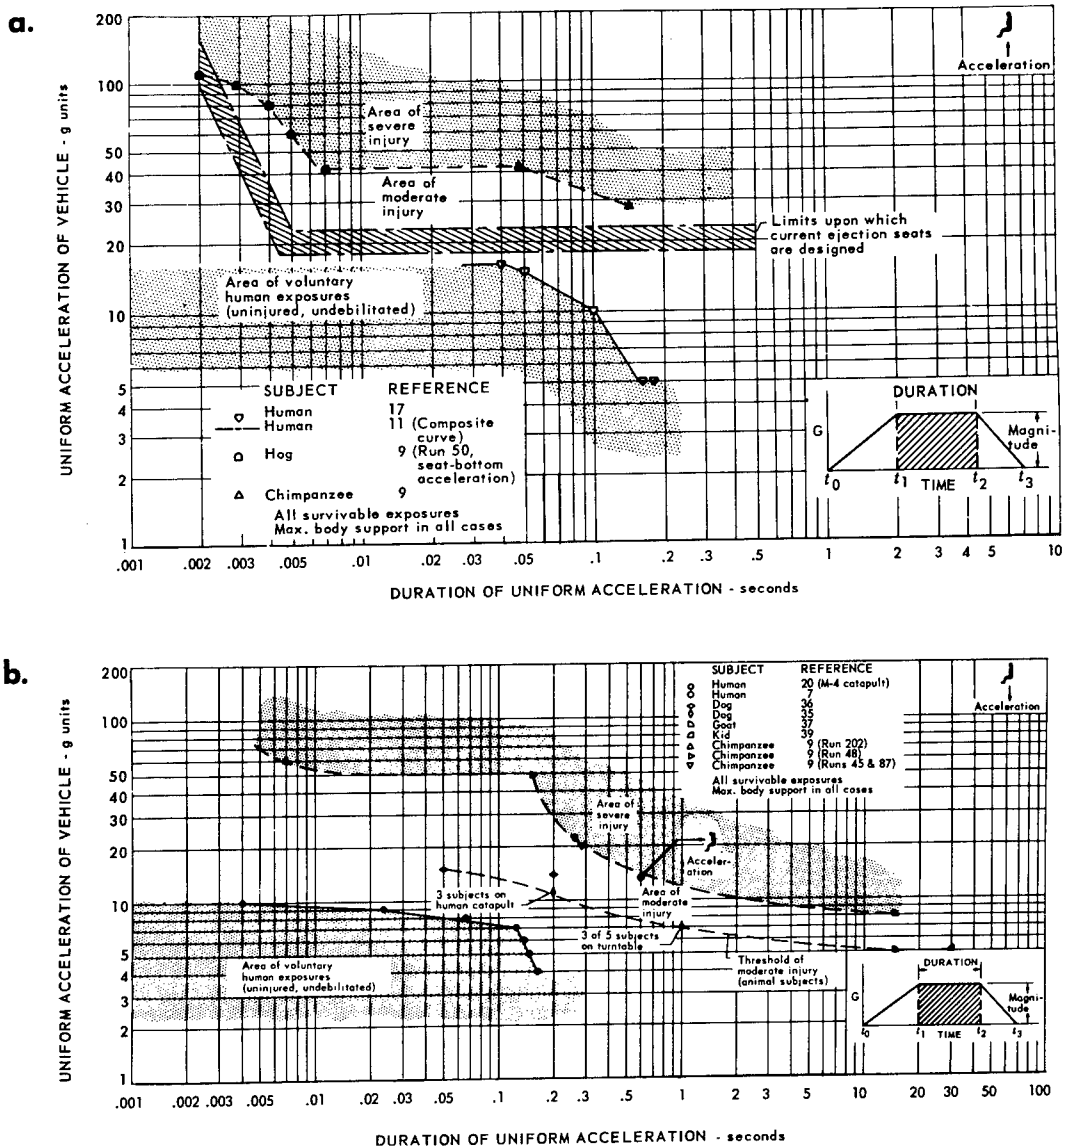 a.
200
100
50
40
30
20
10
5
4
3
2
1
UNIFORM ACCELERATION OF VEHICLE - g units
Acceleration
Area of
severe
injury
Area of
moderate
injury
Limits upon which
current ejection seats
are designed
Area of voluntary
human exposures
(uninjured, undebilitated)
SUBJECT REFERENCE
Human 17
Human 11 (Composite
curve)
Hog 9 (Run 50,
seat-bottom
acceleration)
Chimpanzee 9
All survivable exposures
Max. body support in all cases
DURATION
G
Magni-
tude
t0 t1 TIME t2 t3
.001 .002 .003 .005 .01 .02 .03 .05 .1 .2 .3 .5 1 2 3 4 5 10
DURATION OF UNIFORM ACCELERATION - seconds
b.
200
100
50
40
30
20
10
5
4
3
2
1
UNIFORM ACCELERATION OF VEHICLE - g units
SUBJECT REFERENCE
Human 20 (M-4 catapult)
Human 7
Dog 36
Dog 25
Goat 37
Kid 39
Chimpanzee 9 (Run 202)
Chimpanzee 9 (Run 48)
Chimpanzee 9 (Runs 45 & 87)
All survivable exposures
Max. body support in all cases
Acceleration
Area of
severe
injury
Acceler-
ation
3 subjects on
human catapult
Area of
moderate
injury
3 of 5 subjects
on turntable
Threshold of
moderate injury
(animal subjects)
Area of voluntary
human exposures
(uninjured, undebilitated)
DURATION
G
Magni-
tude
t0 t1 TIME t2 t3
.001 .002 .003 .005 .01 .02 .03 .05 .1 .2 .3 .5 1 2 3 5 10 20 50 100
DURATION OF UNIFORM ACCELERATION - seconds